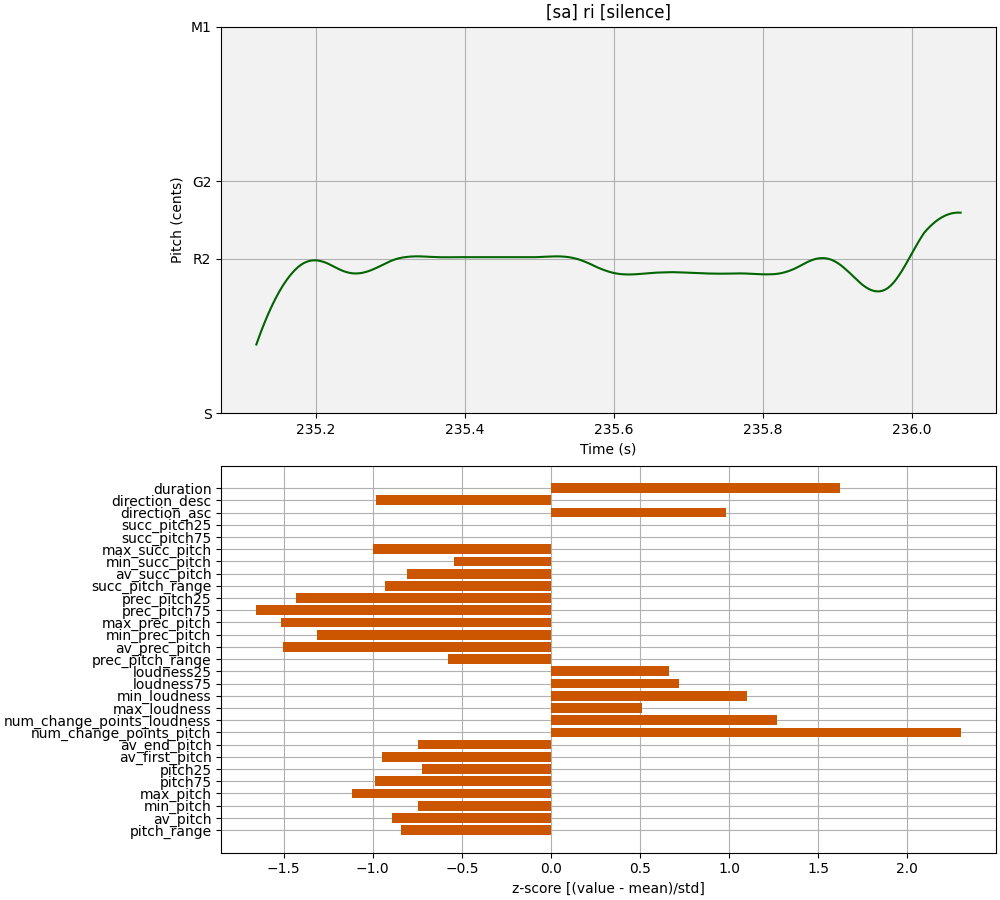 [sa] ri [silence]
M1
G2
R2
S
Pitch (cents)
235.2 235.4 235.6 235.8 236.0
Time (s)
duration
direction_desc
direction_asc
succ_pitch25
succ_pitch75
max_succ_pitch
min_succ_pitch
av_succ_pitch
succ_pitch_range
prec_pitch25
prec_pitch75
max_prec_pitch
min_prec_pitch
av_prec_pitch
prec_pitch_range
loudness25
loudness75
min_loudness
max_loudness
num_change_points_loudness
num_change_points_pitch
av_end_pitch
av_first_pitch
pitch25
pitch75
max_pitch
min_pitch
av_pitch
pitch_range
−1.5 −1.0 −0.5 0.0 0.5 1.0 1.5 2.0
z-score [(value - mean)/std]